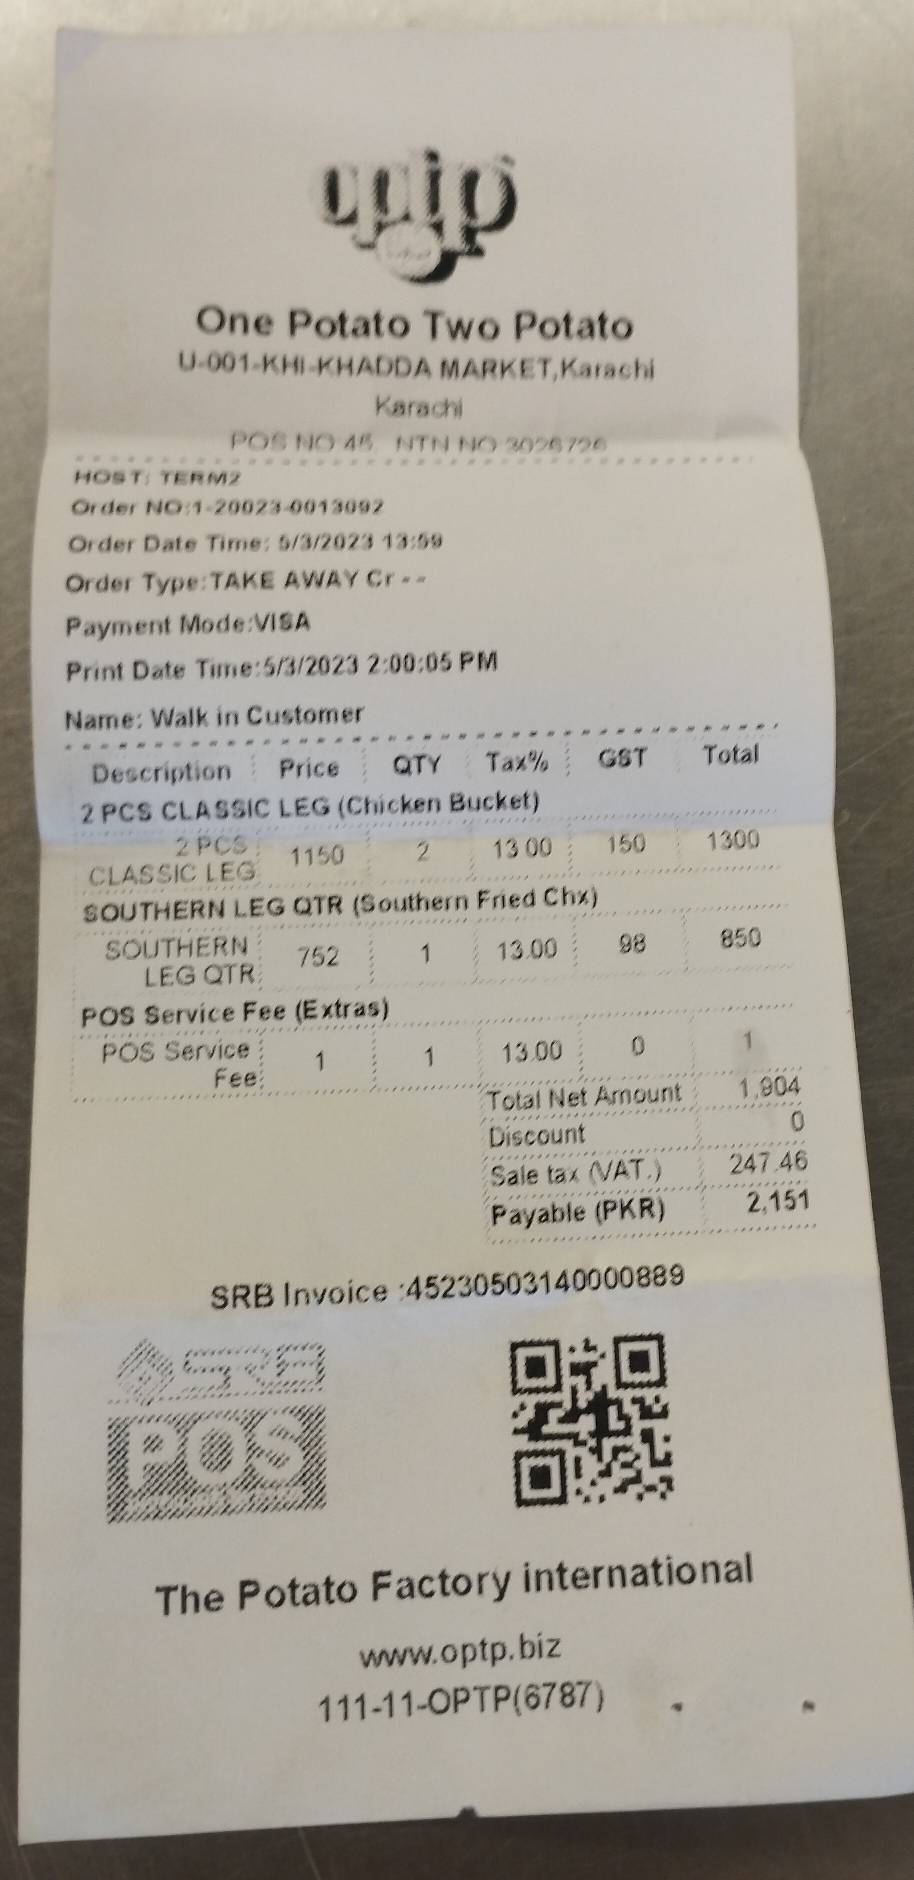 optp
One Potato Two Potato
U-001-KHI-KHADDA MARKET,Karachi
Karachi
POS NO 45 NTN NO 3026726
HOST: TERM2
Order NO:1-20023-0013092
Order Date Time: 5/3/2023 13:59
Order Type:TAKE AWAY Cr --
Payment Mode:VISA
Print Date Time:5/3/2023 2:00:05 PM
Name: Walk in Customer
Description Price QTY Tax% GST Total
2 PCS CLASSIC LEG (Chicken Bucket)
2 PCS CLASSIC LEG 1150 2 13.00 150 1300
SOUTHERN LEG QTR (Southern Fried Chx)
SOUTHERN LEG QTR 752 1 13.00 98 850
POS Service Fee (Extras)
POS Service Fee 1 1 13.00 0 1
Total Net Amount 1,904
Discount 0
Sale tax (VAT.) 247.46
Payable (PKR) 2,151
SRB Invoice :45230503140000889
SRB
POS
The Potato Factory international
www.optp.biz
111-11-OPTP(6787)